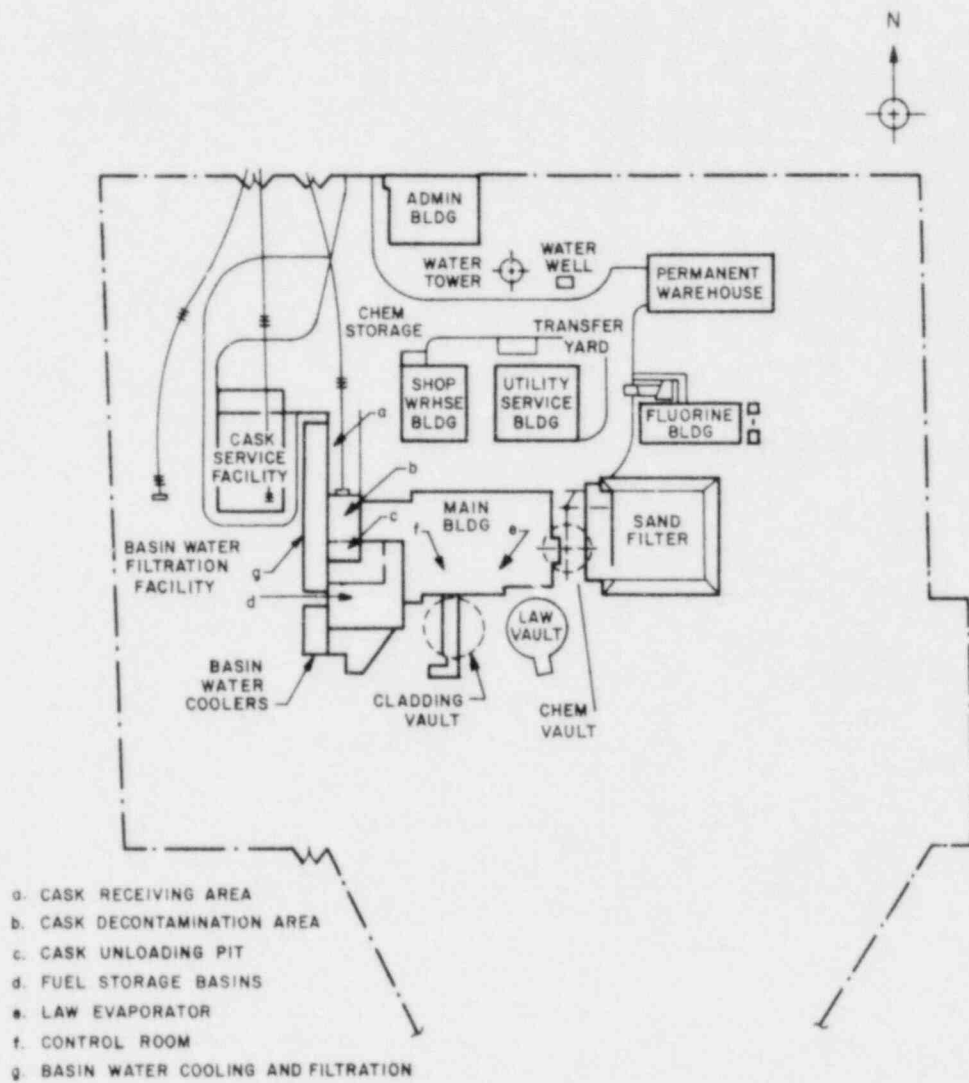 N
ADMIN
BLDG
WATER
TOWER
WATER
WELL
PERMANENT
WAREHOUSE
CHEM
STORAGE
TRANSFER
YARD
SHOP
WRHSE
BLDG
UTILITY
SERVICE
BLDG
FLUORINE
BLDG
a
CASK
SERVICE
FACILITY
b
c
MAIN
BLDG
f
e
SAND
FILTER
BASIN WATER
FILTRATION
FACILITY
g
d
LAW
VAULT
BASIN
WATER
COOLERS
CLADDING
VAULT
CHEM
VAULT
a. CASK RECEIVING AREA
b. CASK DECONTAMINATION AREA
c. CASK UNLOADING PIT
d. FUEL STORAGE BASINS
e. LAW EVAPORATOR
f. CONTROL ROOM
g. BASIN WATER COOLING AND FILTRATION